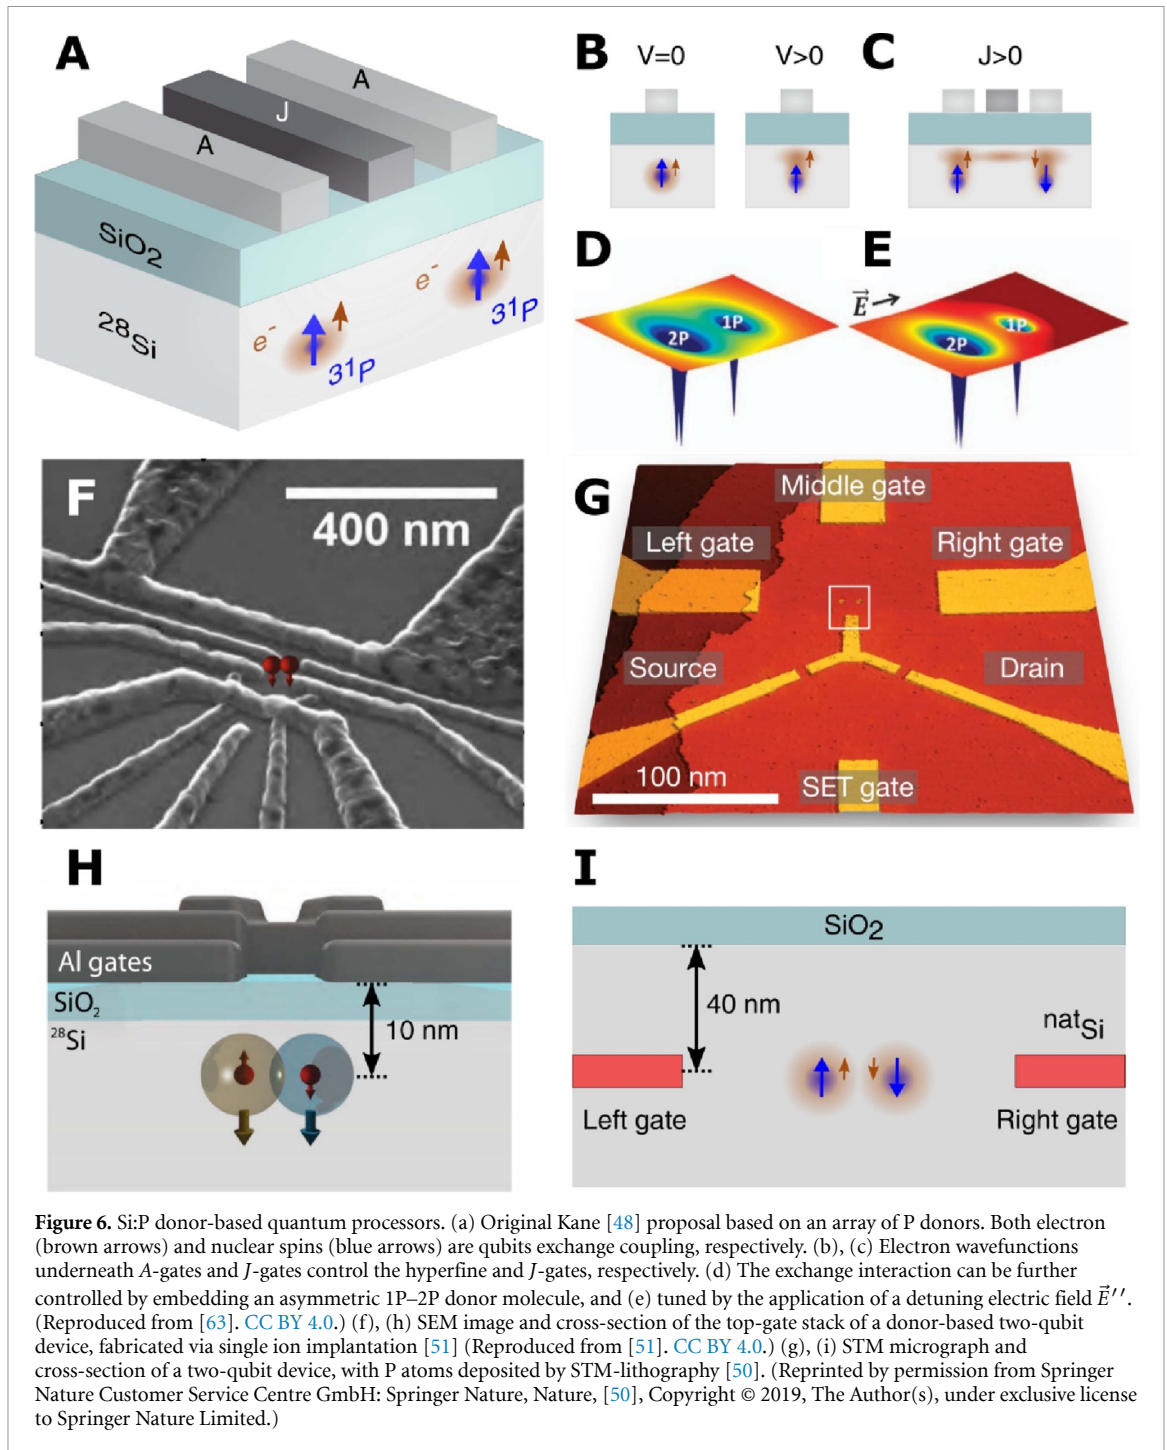 A
A
J
A
SiO2
28Si
e-
31P
e-
31P
B
V=0
V>0
C
J>0
D
2P
1P
E
E
2P
1P
F
400 nm
G
Middle gate
Left gate
Right gate
Source
Drain
100 nm
SET gate
H
Al gates
SiO2
28Si
10 nm
I
SiO2
40 nm
natSi
Left gate
Right gate
Figure 6. Si:P donor-based quantum processors. (a) Original Kane [48] proposal based on an array of P donors. Both electron
(brown arrows) and nuclear spins (blue arrows) are qubits exchange coupling, respectively. (b), (c) Electron wavefunctions
underneath A-gates and J-gates control the hyperfine and J-gates, respectively. (d) The exchange interaction can be further
controlled by embedding an asymmetric 1P–2P donor molecule, and (e) tuned by the application of a detuning electric field E⃗′′.
(Reproduced from [63]. CC BY 4.0.) (f), (h) SEM image and cross-section of the top-gate stack of a donor-based two-qubit
device, fabricated via single ion implantation [51] (Reproduced from [51]. CC BY 4.0.) (g), (i) STM micrograph and
cross-section of a two-qubit device, with P atoms deposited by STM-lithography [50]. (Reprinted by permission from Springer
Nature Customer Service Centre GmbH: Springer Nature, Nature, [50], Copyright © 2019, The Author(s), under exclusive license
to Springer Nature Limited.)